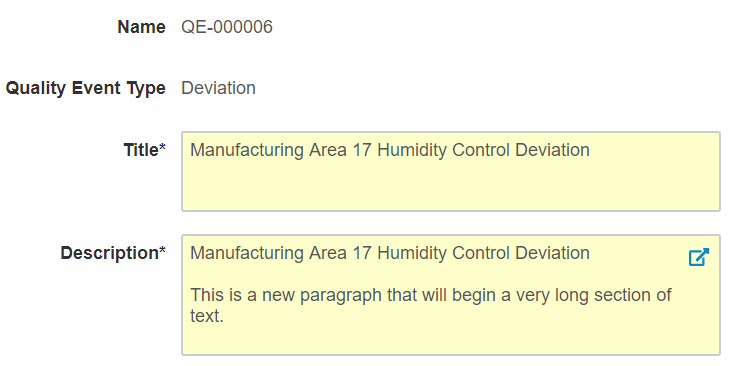 Name QE-000006
Quality Event Type Deviation
Title* Manufacturing Area 17 Humidity Control Deviation
Description* Manufacturing Area 17 Humidity Control Deviation
This is a new paragraph that will begin a very long section of
text.